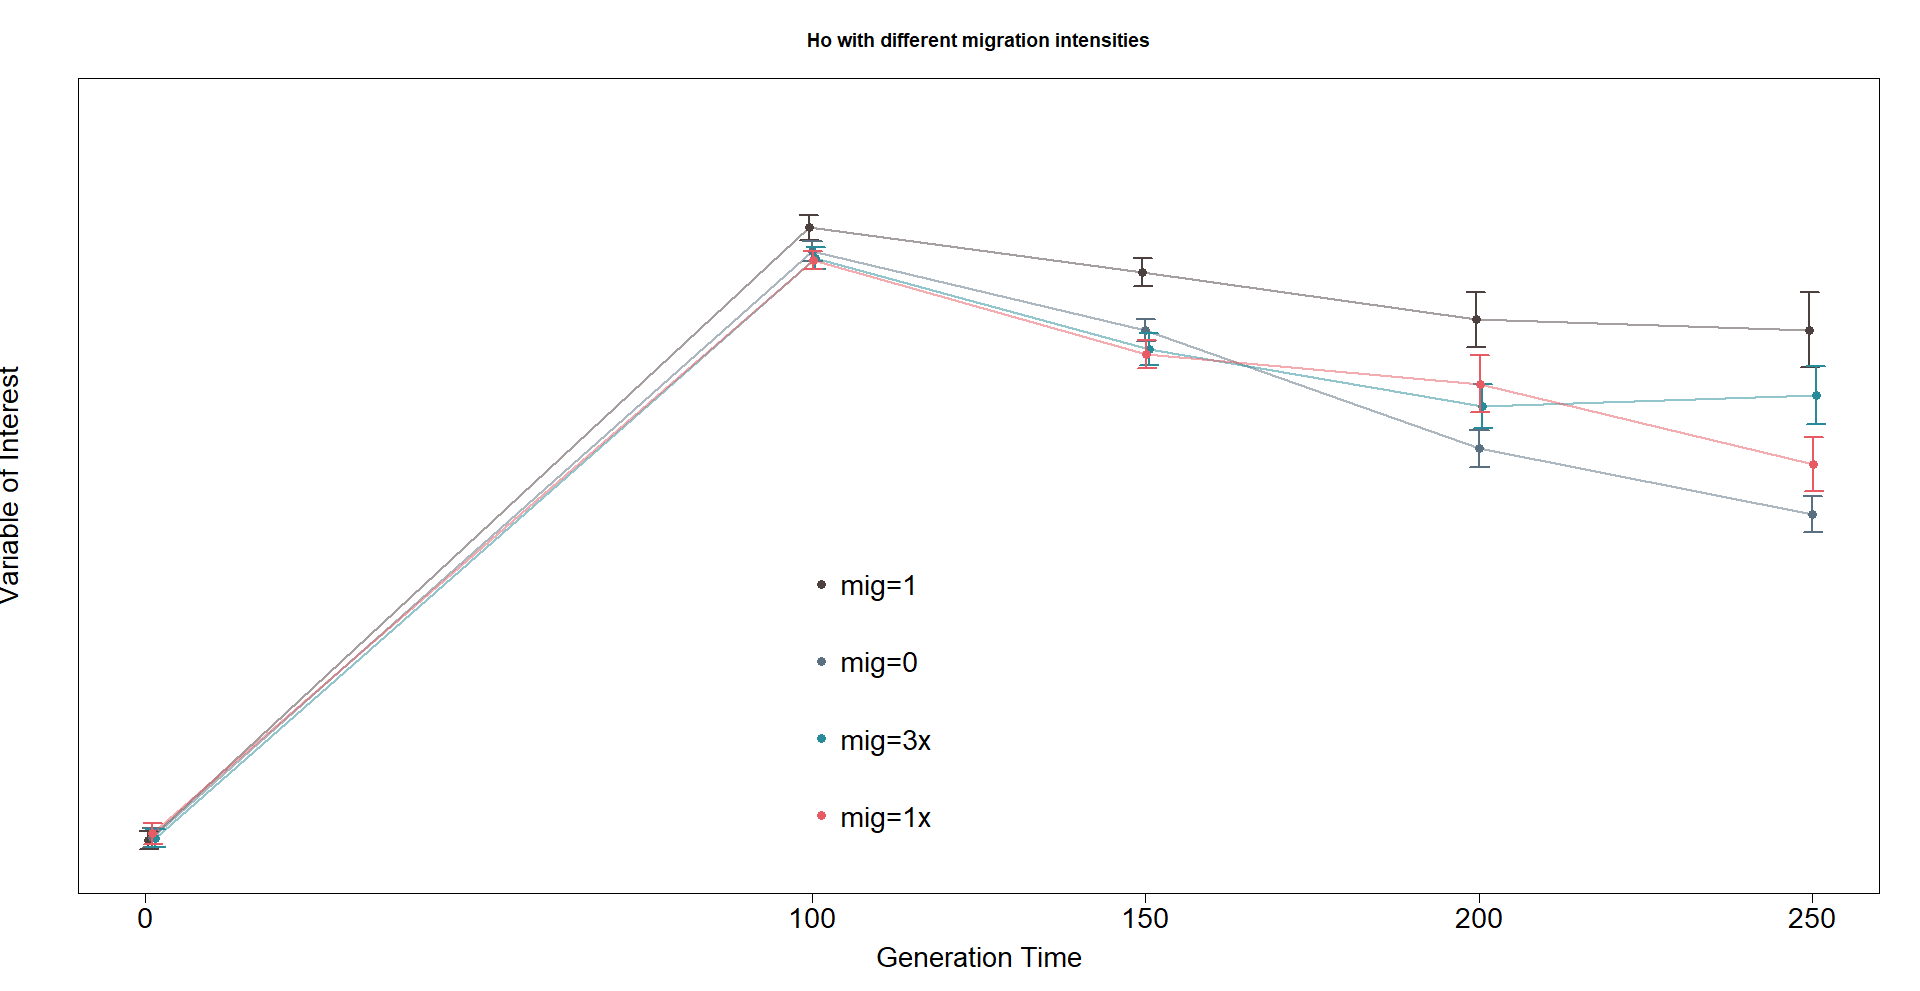 Ho with different migration intensities
Variable of Interest
mig=1
mig=0
mig=3x
mig=1x
0 100 150 200 250
Generation Time